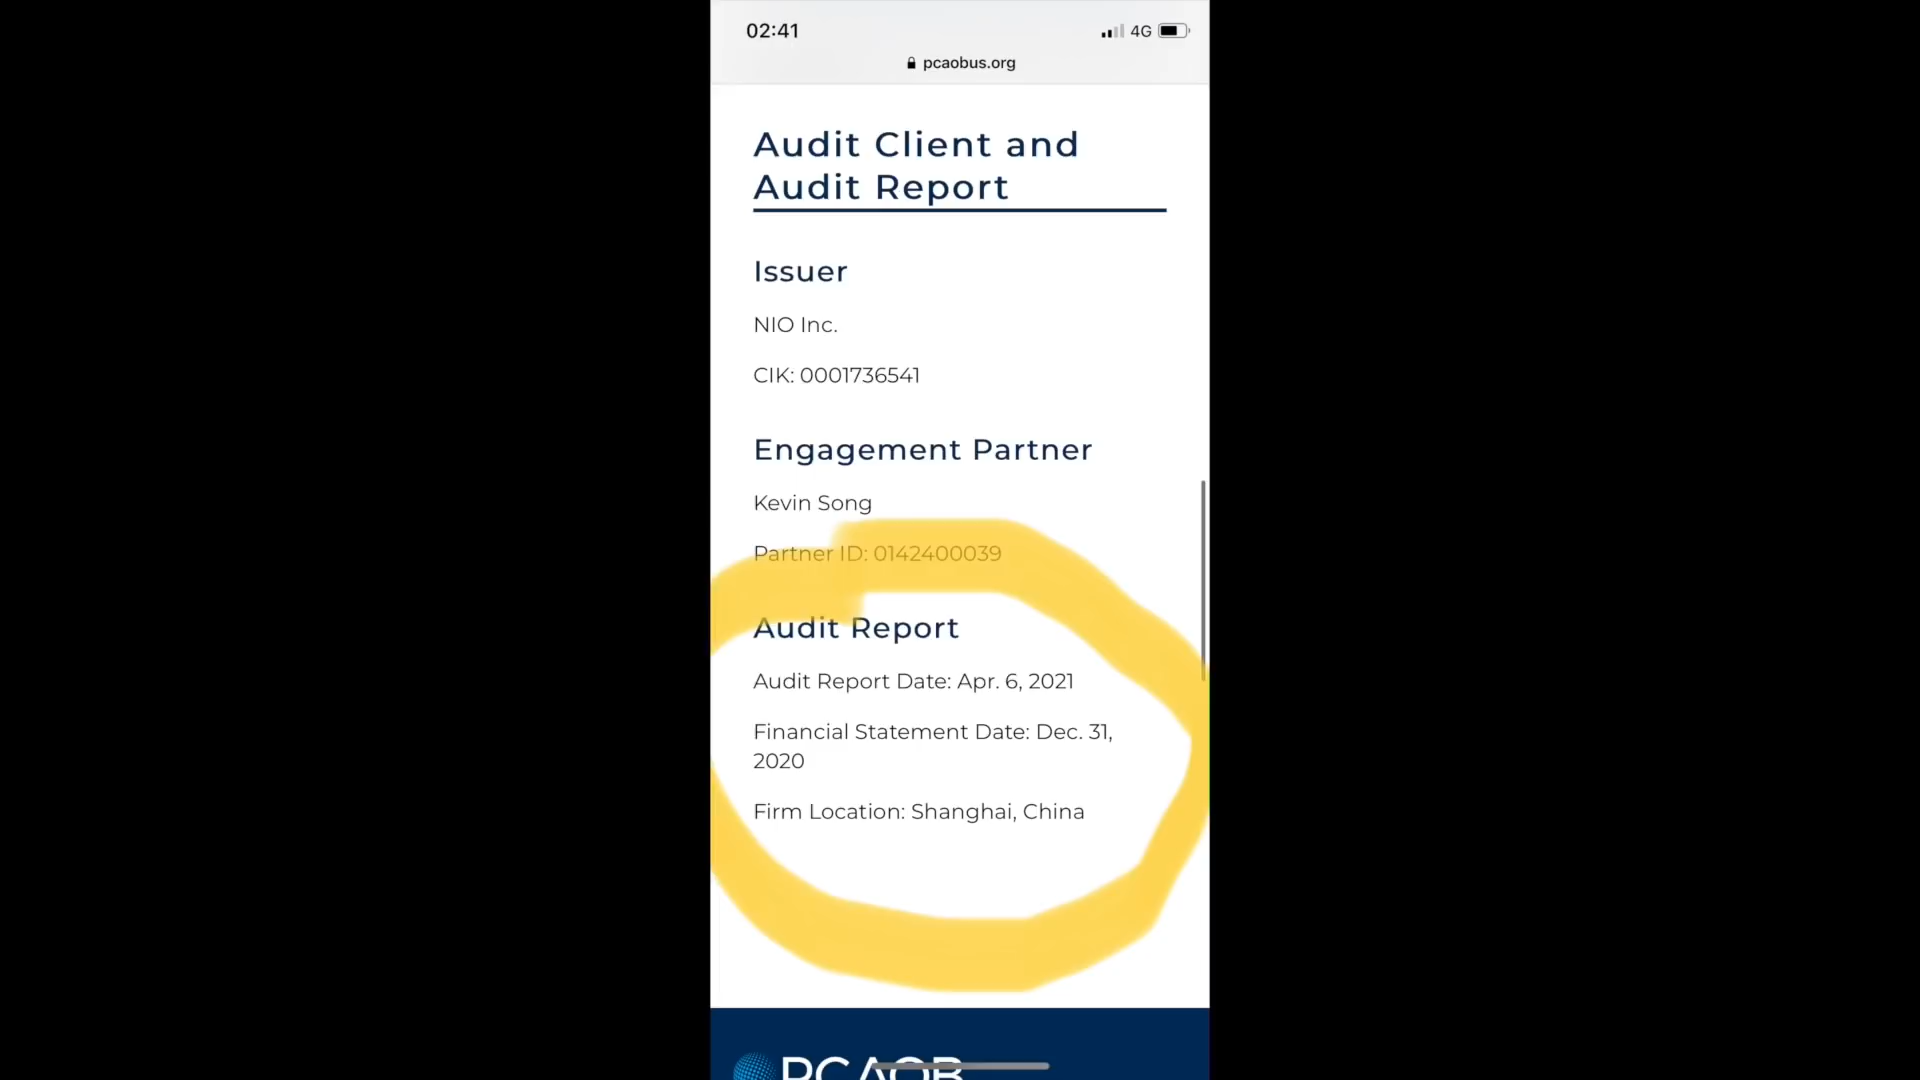 02:41
4G
pcaobus.org
Audit Client and
Audit Report
Issuer
NIO Inc.
CIK: 0001736541
Engagement Partner
Kevin Song
Partner ID: 0142400039
Audit Report
Audit Report Date: Apr. 6, 2021
Financial Statement Date: Dec. 31,
2020
Firm Location: Shanghai, China
PCAOB